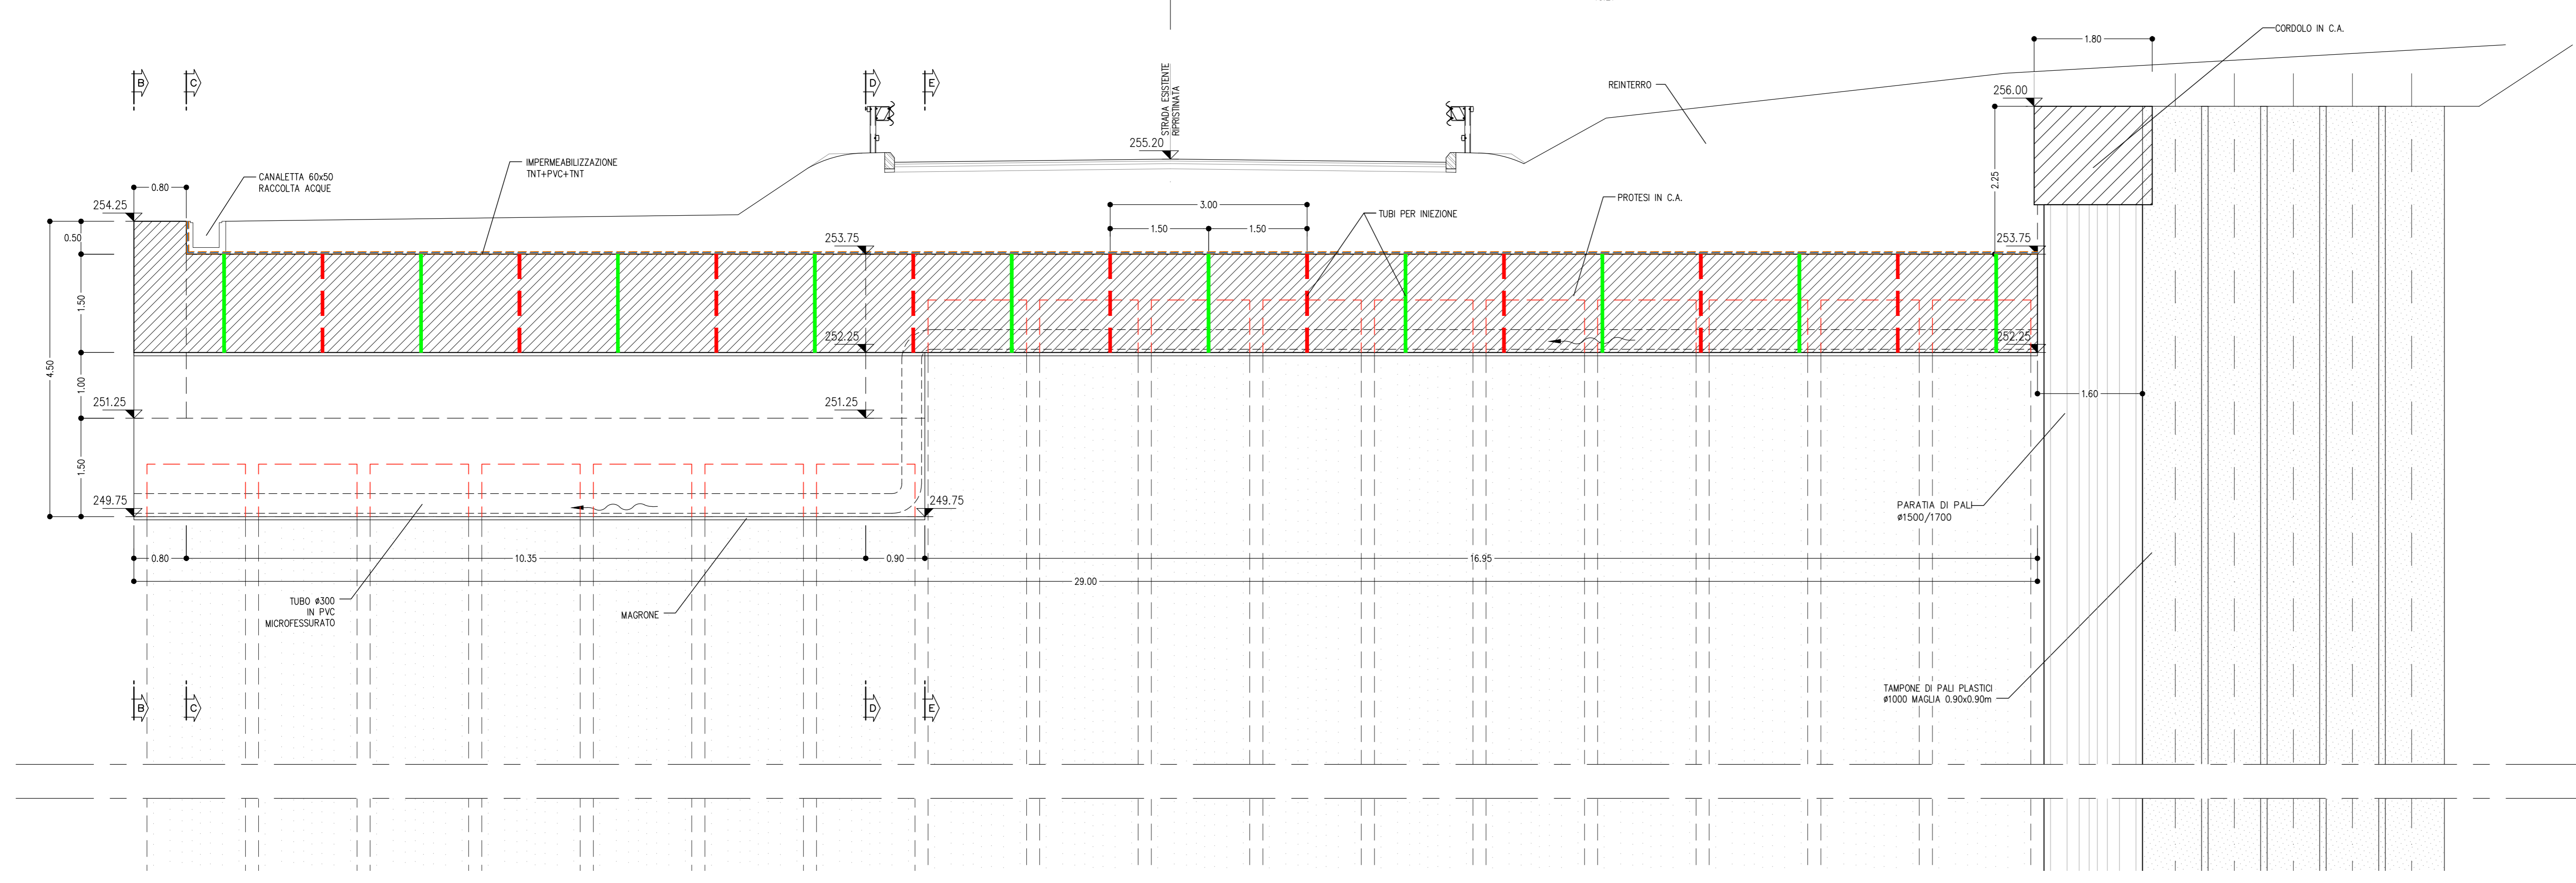 1.80
CORDOLO IN C.A.
B
C
D
E
STRADA ESISTENTE
RIPRISTINATA
REINTERRO
256.00
255.20
IMPERMEABILIZZAZIONE
TNT+PVC+TNT
CANALETTA 60x50
RACCOLTA ACQUE
0.80
2.25
254.25
3.00
PROTESI IN C.A.
TUBI PER INIEZIONE
1.50
1.50
0.50
253.75
253.75
1.50
252.25
252.25
4.50
1.00
1.60
251.25
251.25
1.50
249.75
249.75
PARATIA DI PALI
ø1500/1700
0.80
10.35
0.90
16.95
29.00
TUBO ø300
IN PVC
MICROFESSURATO
MAGRONE
TAMPONE DI PALI PLASTICI
ø1000 MAGLIA 0.90x0.90m
B
C
D
E